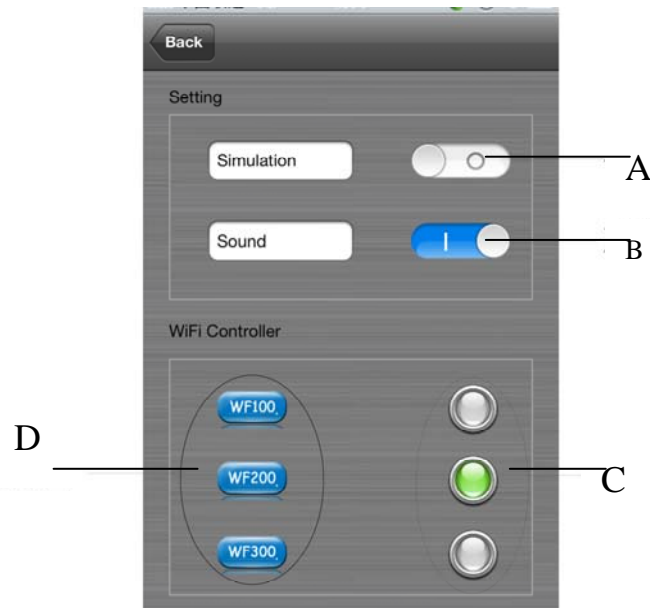 Back
Setting
Simulation
A
Sound
B
WiFi Controller
WF100
D
WF200
C
WF300